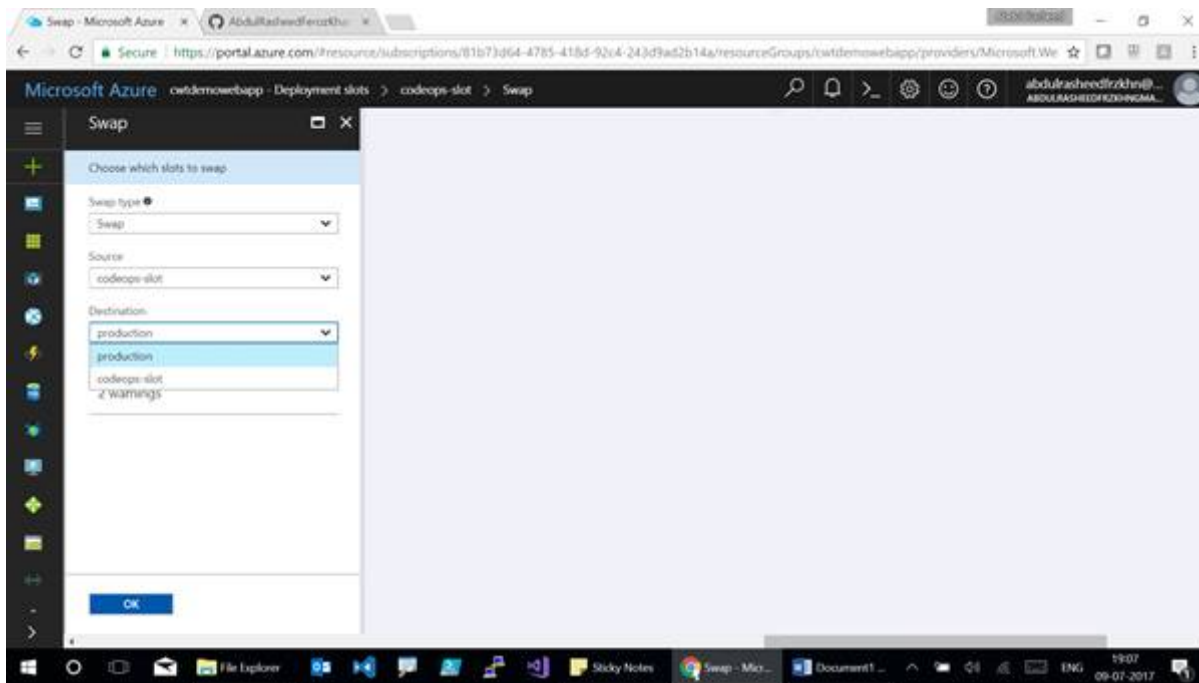 Swap - Microsoft Azure
Secure https://portal.azure.com/#resource/subscriptions/81b73d64-4785-418d-92c4-243d9ad2b14a/resourceGroups/cwtdemowebapp/providers/Microsoft.We
Microsoft Azure cwtdemowebapp - Deployment slots > codeops-slot > Swap
abdulrasheedfrzkhn@...
Swap
Choose which slots to swap
Swap type
Swap
Source
codeops-slot
Destination
production
production
codeops-slot
2 warnings
OK
File Explorer
Sticky Notes
Swap - Mic...
Document1 ...
ENG
19:07
09-07-2017